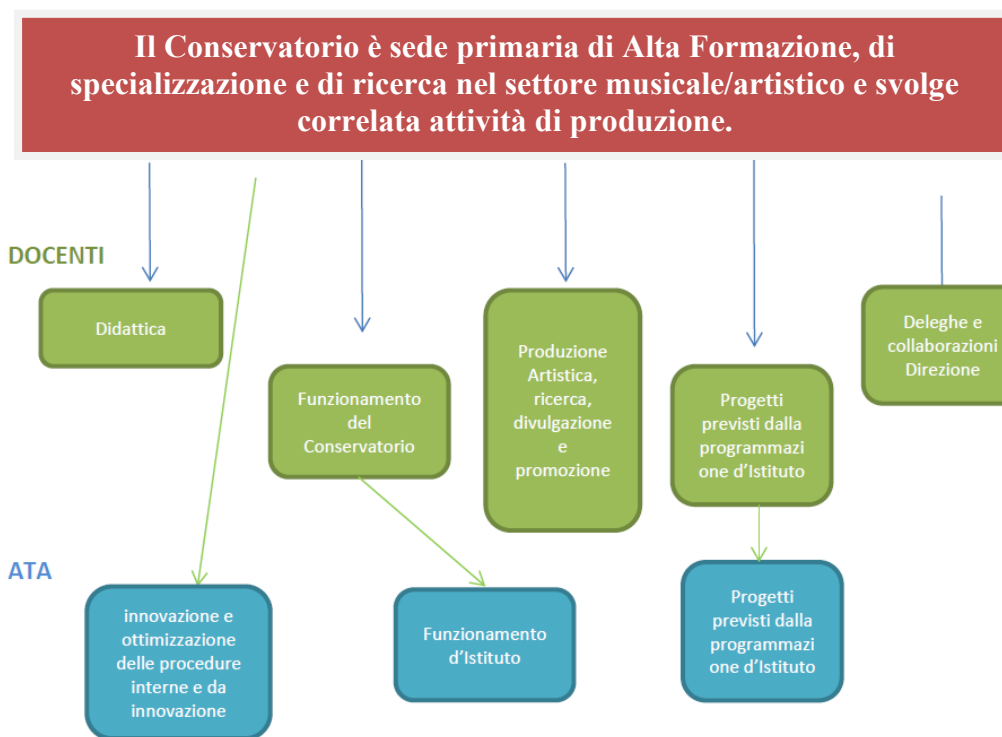 Il Conservatorio è sede primaria di Alta Formazione, di
specializzazione e di ricerca nel settore musicale/artistico e svolge
correlata attività di produzione.
DOCENTI
Didattica
Funzionamento
del
Conservatorio
Produzione
Artistica,
ricerca,
divulgazione
e
promozione
Progetti
previsti dalla
programmazi
one d'Istituto
Deleghe e
collaborazioni
Direzione
ATA
innovazione e
ottimizzazione
delle procedure
interne e da
innovazione
Funzionamento
d'Istituto
Progetti
previsti dalla
programmazi
one d'Istituto